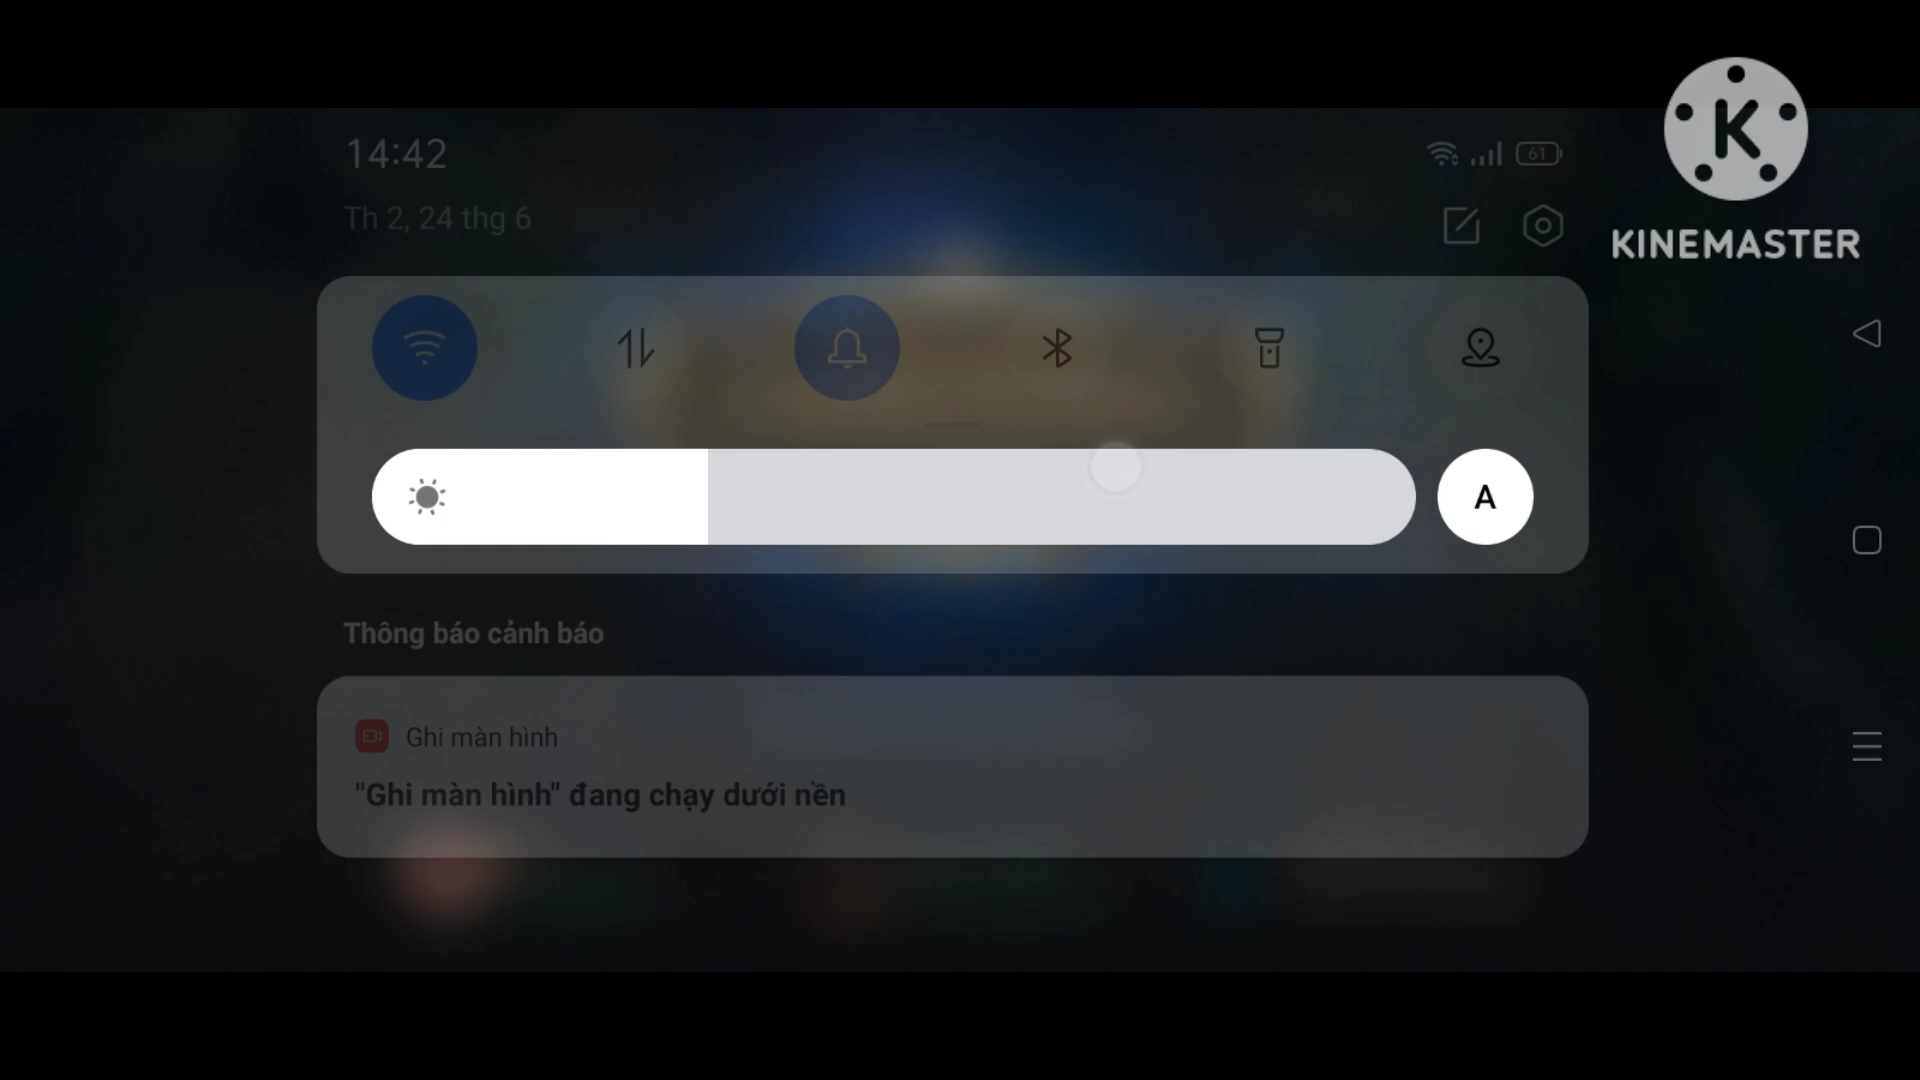 14:42
61
Th 2, 24 thg 6
K
KINEMASTER
A
Thông báo cảnh báo
Ghi màn hình
"Ghi màn hình" đang chạy dưới nền